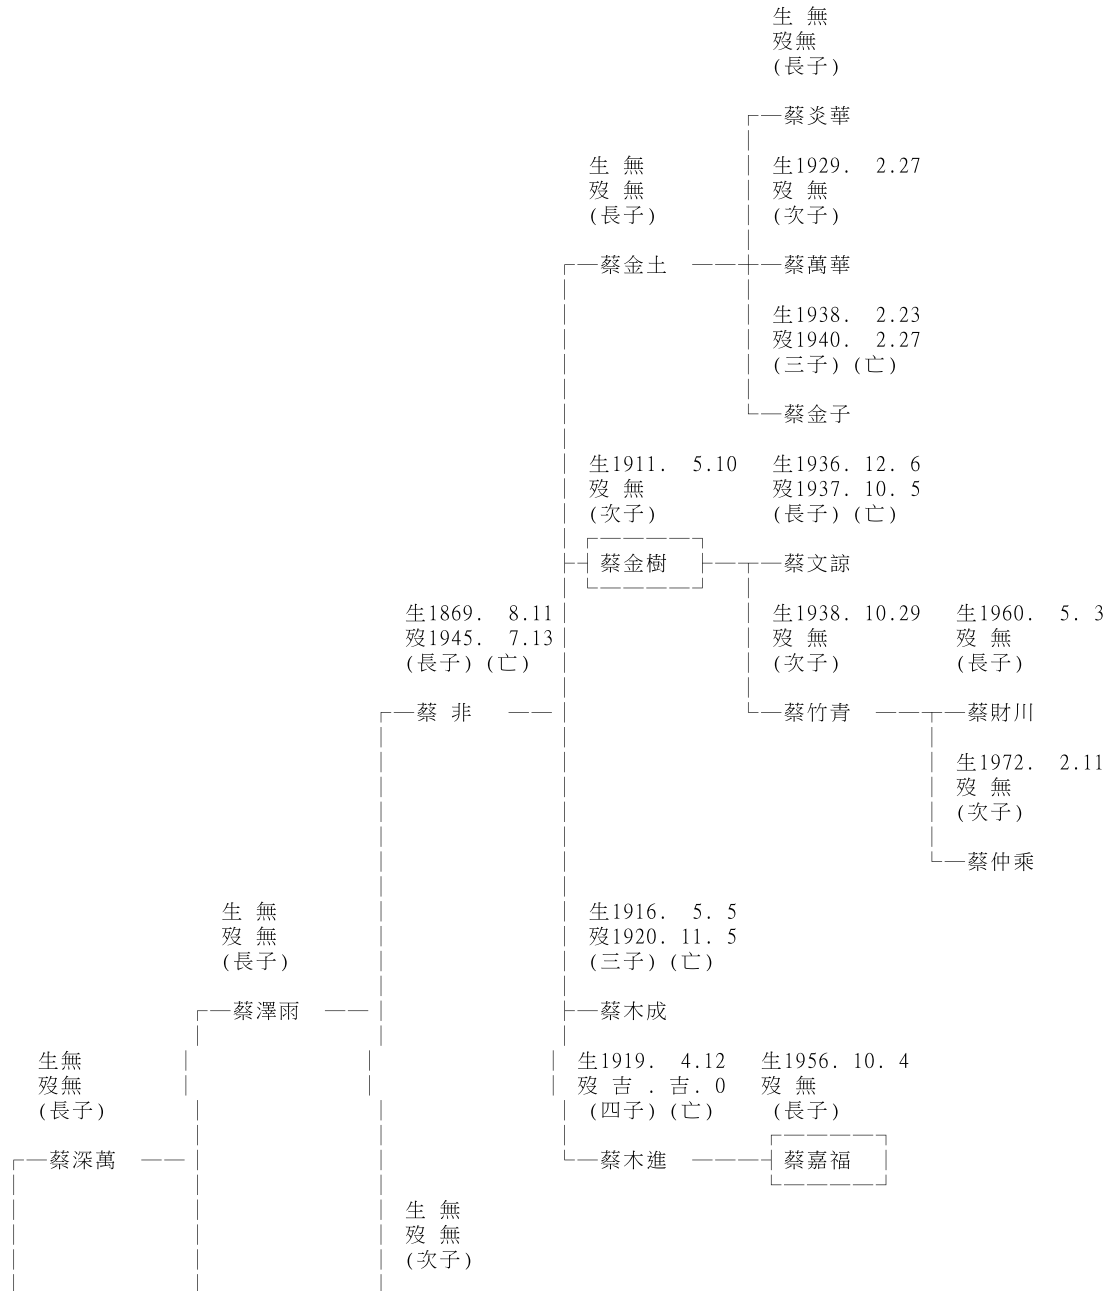 生 無
歿無
(長子)
蔡炎華
生 無 生1929. 2.27
歿 無 歿 無
(長子) (次子)
蔡金土 蔡萬華
生1938. 2.23
歿1940. 2.27
(三子)(亡)
蔡金子
生1911. 5.10 生1936. 12. 6
歿 無 歿1937. 10. 5
(次子) (長子)(亡)
蔡金樹 蔡文諒
生1869. 8.11 生1938. 10.29 生1960. 5. 3
歿1945. 7.13 歿 無 歿 無
(長子)(亡) (次子) (長子)
蔡 非 蔡竹青 蔡財川
生1972. 2.11
歿 無
(次子)
蔡仲乘
生 無 生1916. 5. 5
歿 無 歿1920. 11. 5
(長子) (三子)(亡)
蔡澤雨 蔡木成
生無 生1919. 4.12 生1956. 10. 4
歿無 歿 吉 . 吉. 0 歿 無
(長子) (四子)(亡) (長子)
蔡深萬 蔡木進 蔡嘉福
生 無
歿 無
(次子)